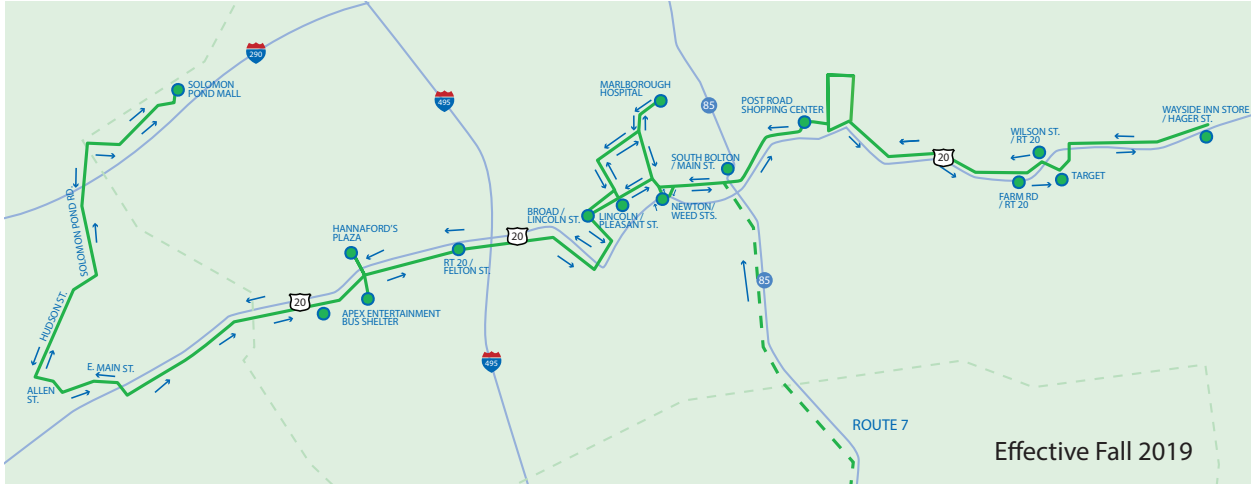 290
SOLOMON
POND MALL
495
MARLBOROUGH
HOSPITAL
85
POST ROAD
SHOPPING CENTER
WAYSIDE INN STORE
/ HAGER ST.
WILSON ST.
/ RT 20
20
SOUTH BOLTON
/ MAIN ST.
TARGET
FARM RD
/ RT 20
SOLOMON POND RD
BROAD /
LINCOLN ST.
LINCOLN /
PLEASANT ST.
NEWTON/
WEED STS.
HANNAFORD'S
PLAZA
20
RT 20 /
FELTON ST.
85
20
HUDSON ST.
APEX ENTERTAINMENT
BUS SHELTER
495
E. MAIN ST.
ALLEN
ST.
ROUTE 7
Effective Fall 2019